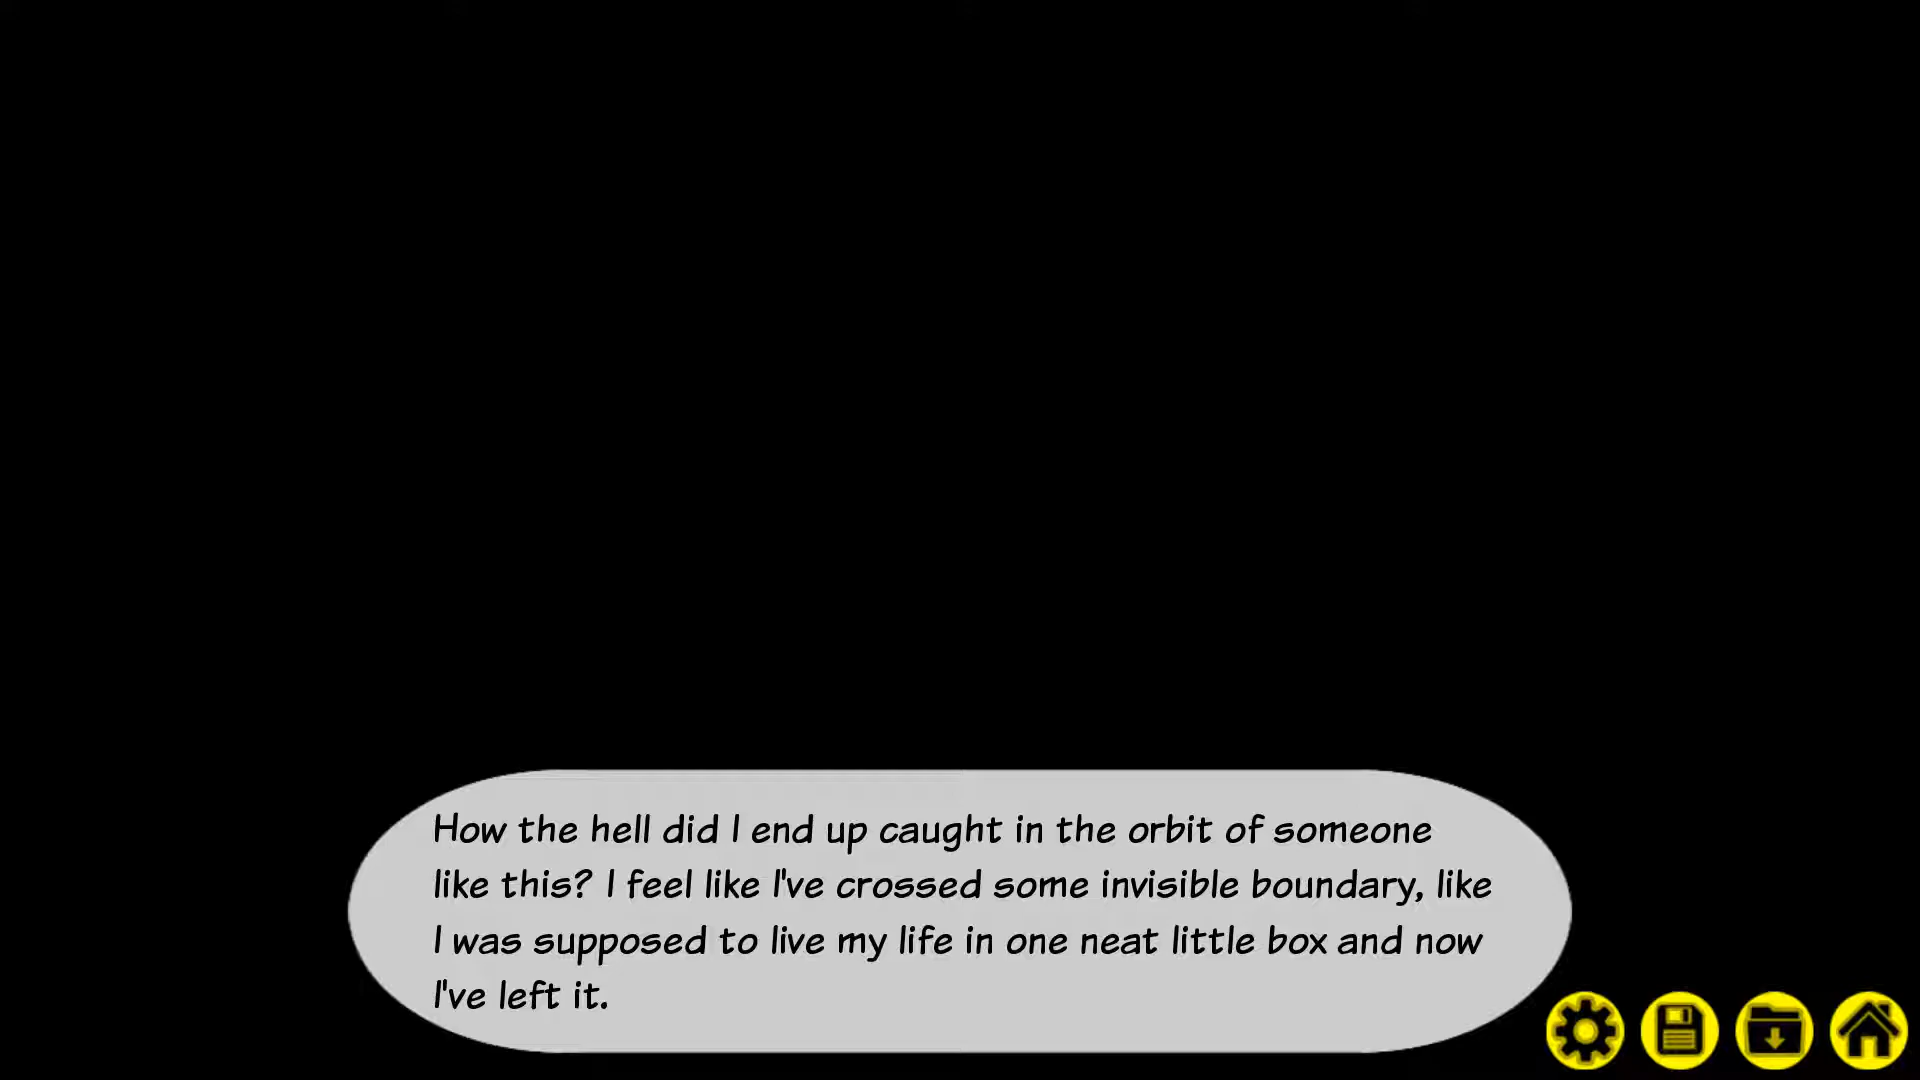 How the hell did I end up caught in the orbit of someone
like this? I feel like I've crossed some invisible boundary, like
I was supposed to live my life in one neat little box and now
I've left it.